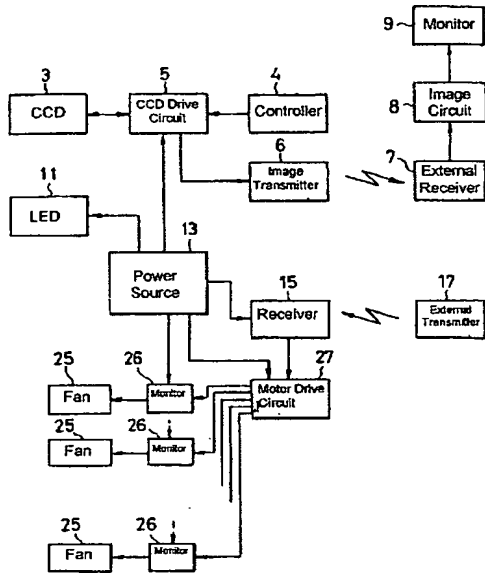 9
Monitor
3
CCD
5
CCD Drive
Circuit
4
Controller
8
Image
Circuit
6
Image
Transmitter
7
External
Receiver
11
LED
13
Power
Source
15
Receiver
17
External
Transmitter
25
Fan
26
Monitor
27
Motor Drive
Circuit
25
Fan
26
Monitor
25
Fan
26
Monitor